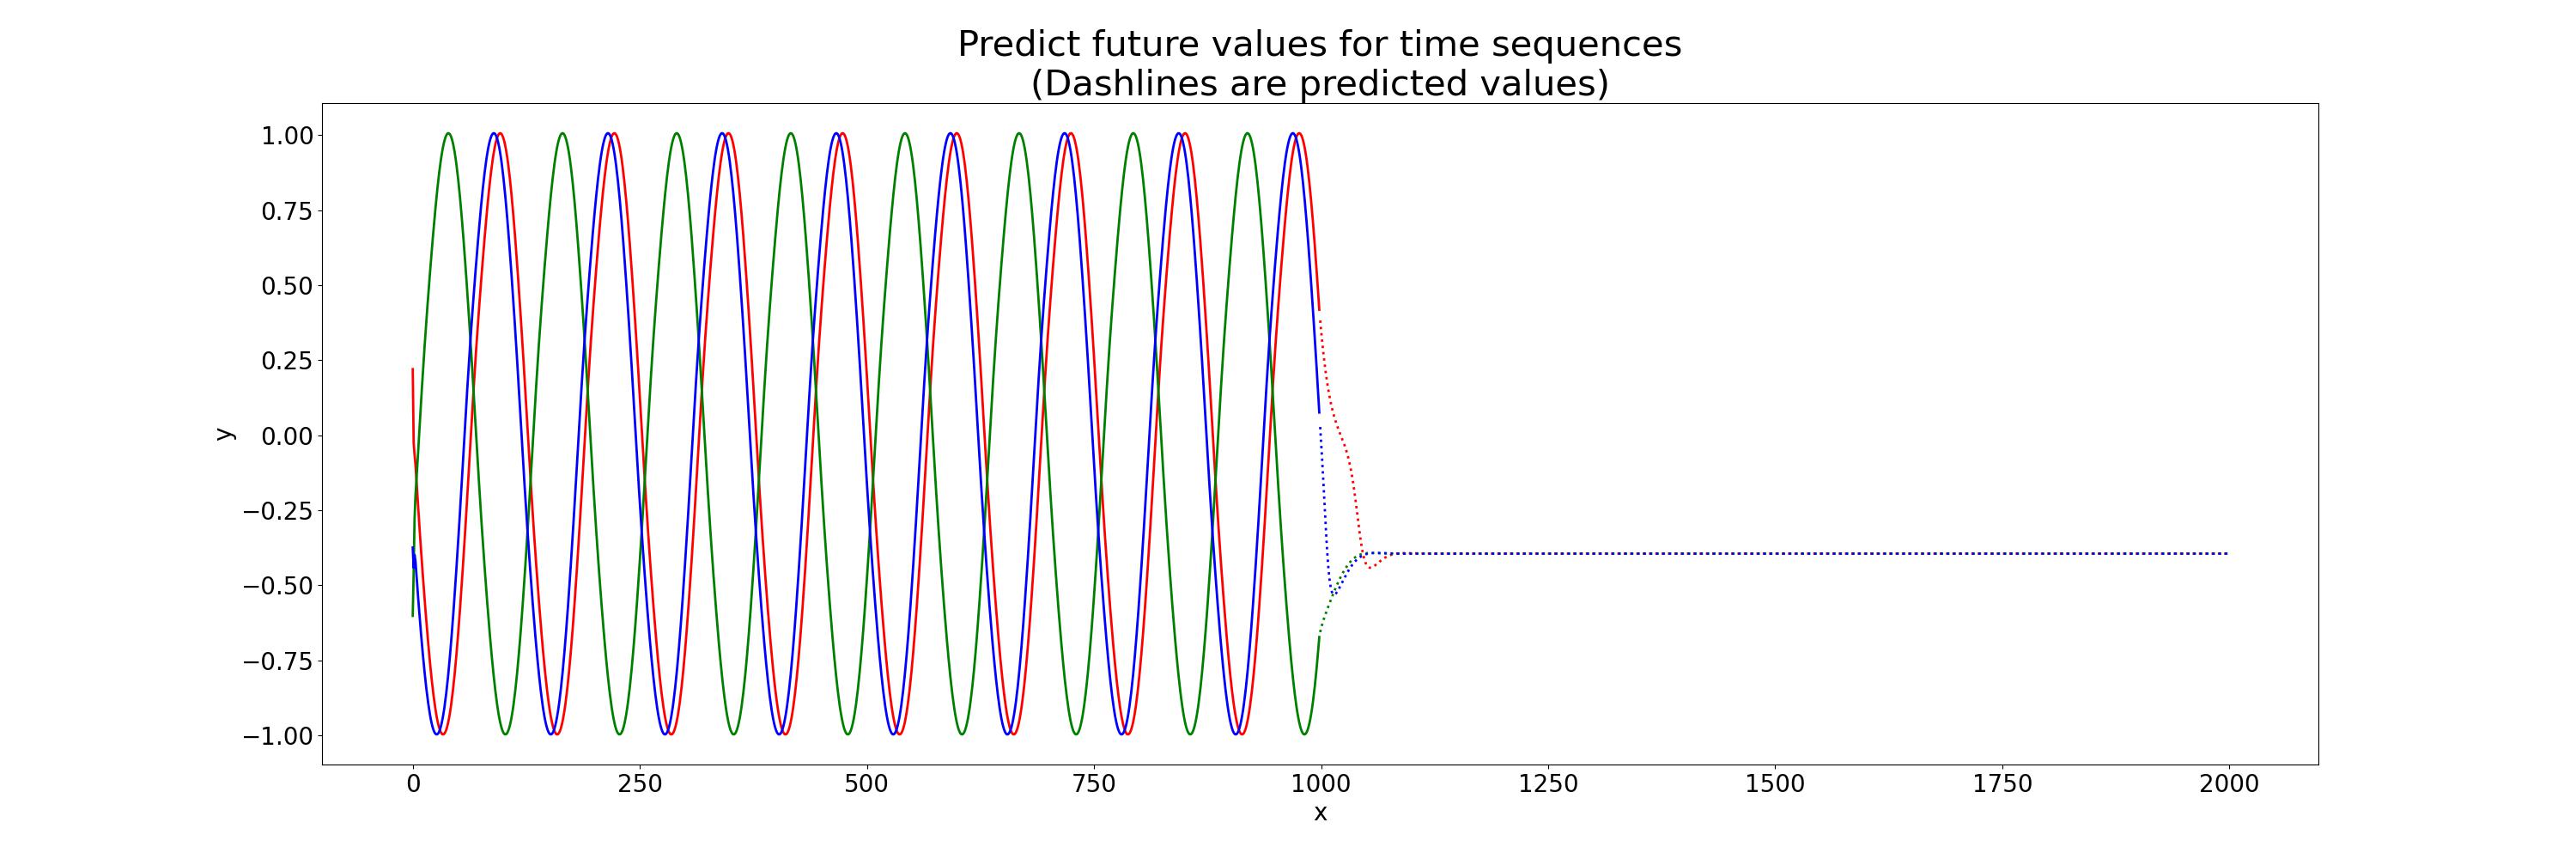 Predict future values for time sequences
(Dashlines are predicted values)
1.00
0.75
0.50
0.25
0.00
−0.25
−0.50
−0.75
−1.00
y
0 250 500 750 1000 1250 1500 1750 2000
x